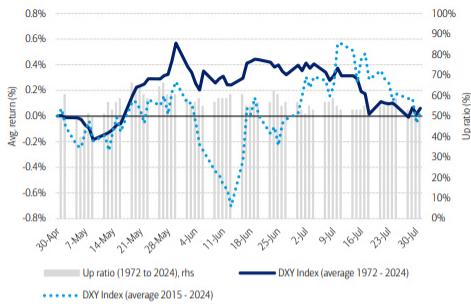 0.8% 100%
0.6% 90%
80%
0.4% 70%
0.2% 60%
0.0% 50%
40%
-0.2% 30%
-0.4% 20%
-0.6% 10%
-0.8% 0%
Avg. return (%)
Up ratio (%)
30-Apr 7-May 14-May 21-May 28-May 4-Jun 11-Jun 18-Jun 25-Jun 2-Jul 9-Jul 16-Jul 23-Jul 30-Jul
Up ratio (1972 to 2024), rhs DXY Index (average 1972 - 2024)
DXY Index (average 2015 - 2024)